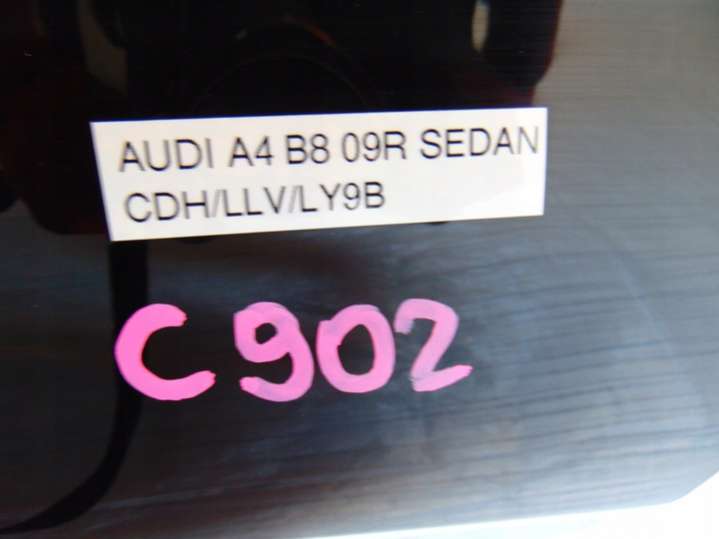 AUDI A4 B8 09R SEDAN
CDH/LLV/LY9B
C902